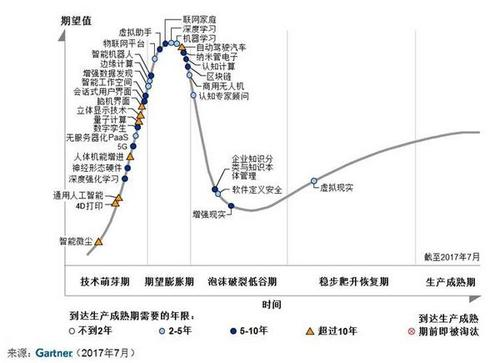 期望值
联网家庭
虚拟助手
深度学习
物联网平台
机器学习
智能机器人
自动驾驶汽车
边缘计算
纳米管电子
增强数据发现
认知计算
智能工作空间
区块链
会话式用户界面
商用无人机
脑机界面
认知专家顾问
立体显示技术
量子计算
数字孪生
无服务器化PaaS
5G
人体机能增进
神经形态硬件
深度强化学习
通用人工智能
4D打印
智能微尘
企业知识分
类与知识本
体管理
软件定义安全
增强现实
虚拟现实
截至2017年7月
技术萌芽期
期望膨胀期
泡沫破裂低谷期
稳步爬升恢复期
生产成熟期
时间
到达生产成熟期需要的年限:
不到2年
2-5年
5-10年
超过10年
到达生产成熟
期前即被淘汰
来源:Gartner(2017年7月)